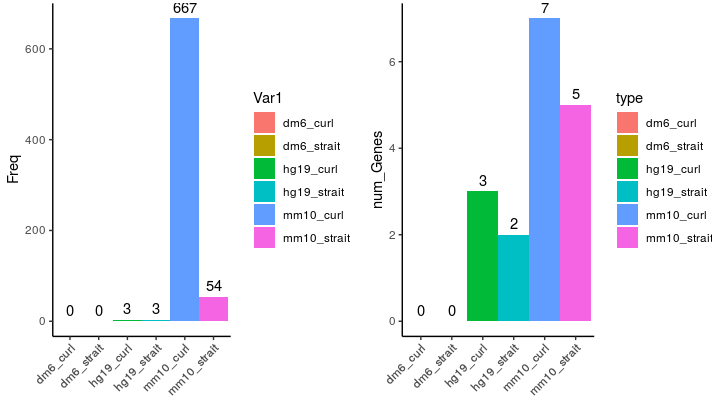 Freq
600
400
200
0
0
0
3
3
667
54
dm6_curl
dm6_strait
hg19_curl
hg19_strait
mm10_curl
mm10_strait
Var1
dm6_curl
dm6_strait
hg19_curl
hg19_strait
mm10_curl
mm10_strait
num_Genes
6
4
2
0
0
0
3
2
7
5
dm6_curl
dm6_strait
hg19_curl
hg19_strait
mm10_curl
mm10_strait
type
dm6_curl
dm6_strait
hg19_curl
hg19_strait
mm10_curl
mm10_strait